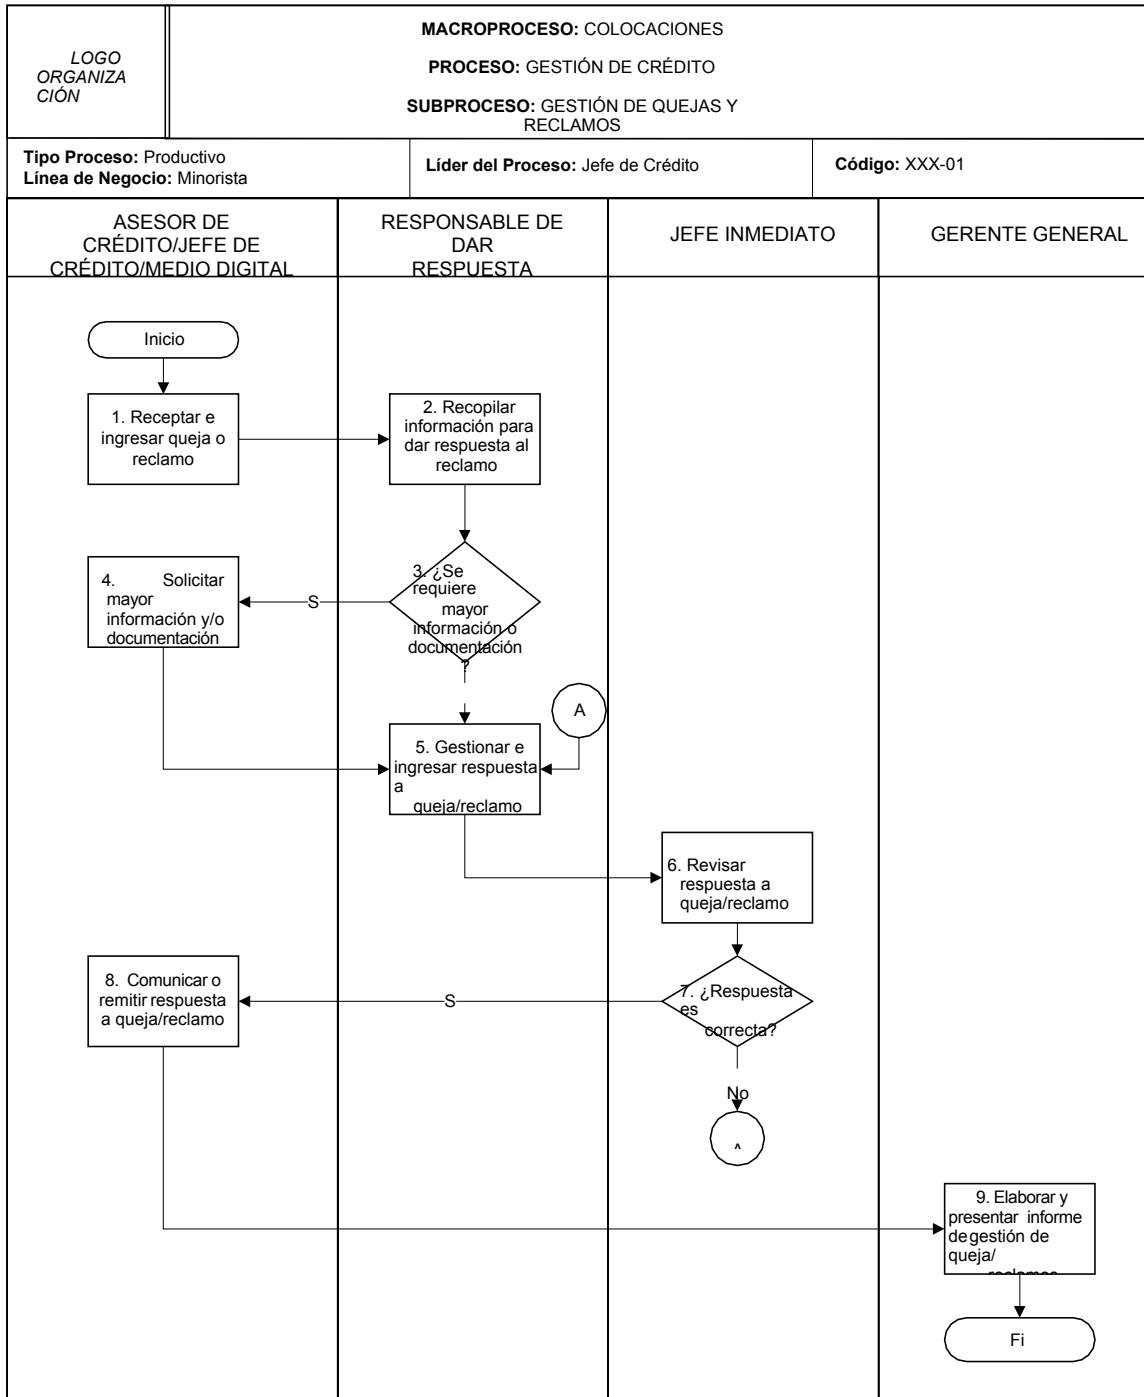 LOGO
ORGANIZA
CIÓN
MACROPROCESO: COLOCACIONES
PROCESO: GESTIÓN DE CRÉDITO
SUBPROCESO: GESTIÓN DE QUEJAS Y
RECLAMOS
Tipo Proceso: Productivo
Línea de Negocio: Minorista
Líder del Proceso: Jefe de Crédito
Código: XXX-01
ASESOR DE
CRÉDITO/JEFE DE
CRÉDITO/MEDIO DIGITAL
RESPONSABLE DE
DAR
RESPUESTA
JEFE INMEDIATO
GERENTE GENERAL
Inicio
1. Receptar e
ingresar queja o
reclamo
2. Recopilar
información para
dar respuesta al
reclamo
3. ¿Se
requiere
mayor
información o
documentación
?
S
4. Solicitar
mayor
información y/o
documentación
A
5. Gestionar e
ingresar respuesta
a
queja/reclamo
6. Revisar
respuesta a
queja/reclamo
7. ¿Respuesta
es
correcta?
S
8. Comunicar o
remitir respuesta
a queja/reclamo
No
9. Elaborar y
presentar informe
de gestión de
queja/
Fi